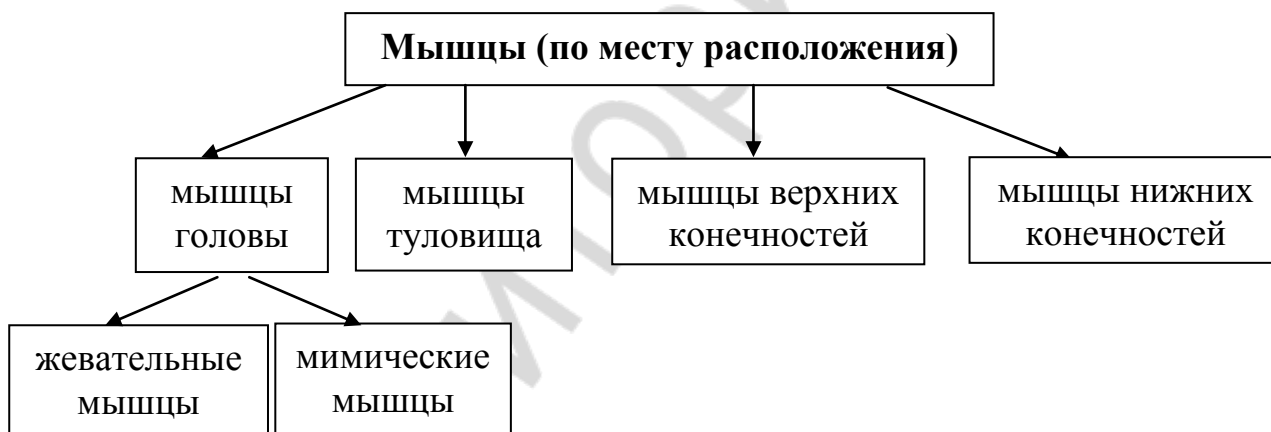 Мышцы (по месту расположения)
мышцы
головы
мышцы
туловища
мышцы верхних
конечностей
мышцы нижних
конечностей
жевательные
мышцы
мимические
мышцы